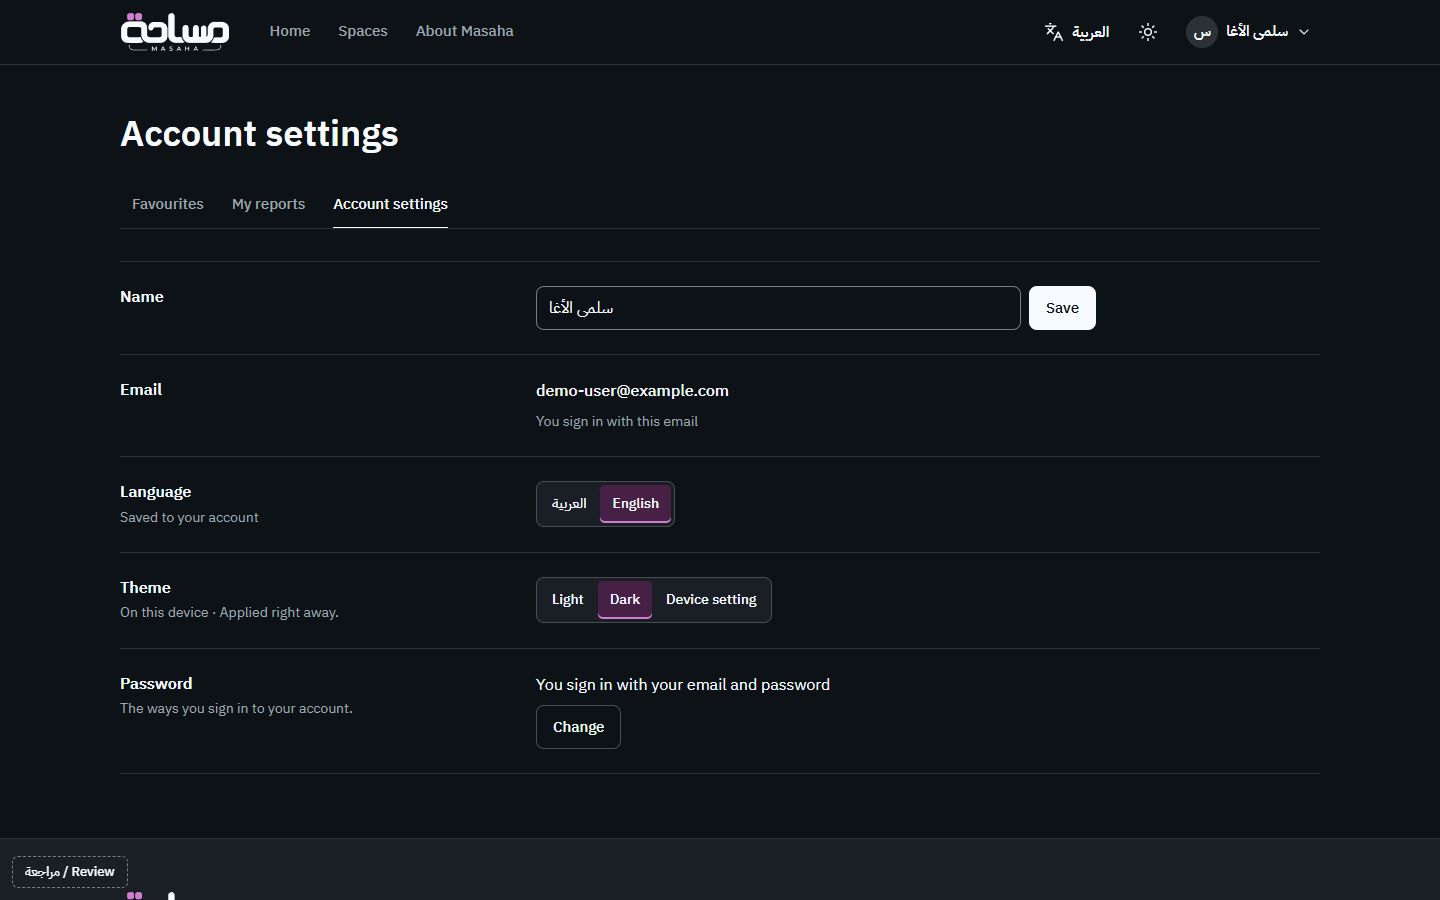 مساحة
MASAHA
Home
Spaces
About Masaha
العربية
س
سلمى الأغا
Account settings
Favourites
My reports
Account settings
Name
سلمى الأغا
Save
Email
demo-user@example.com
You sign in with this email
Language
Saved to your account
العربية
English
Theme
On this device · Applied right away.
Light
Dark
Device setting
Password
The ways you sign in to your account.
You sign in with your email and password
Change
مراجعة / Review